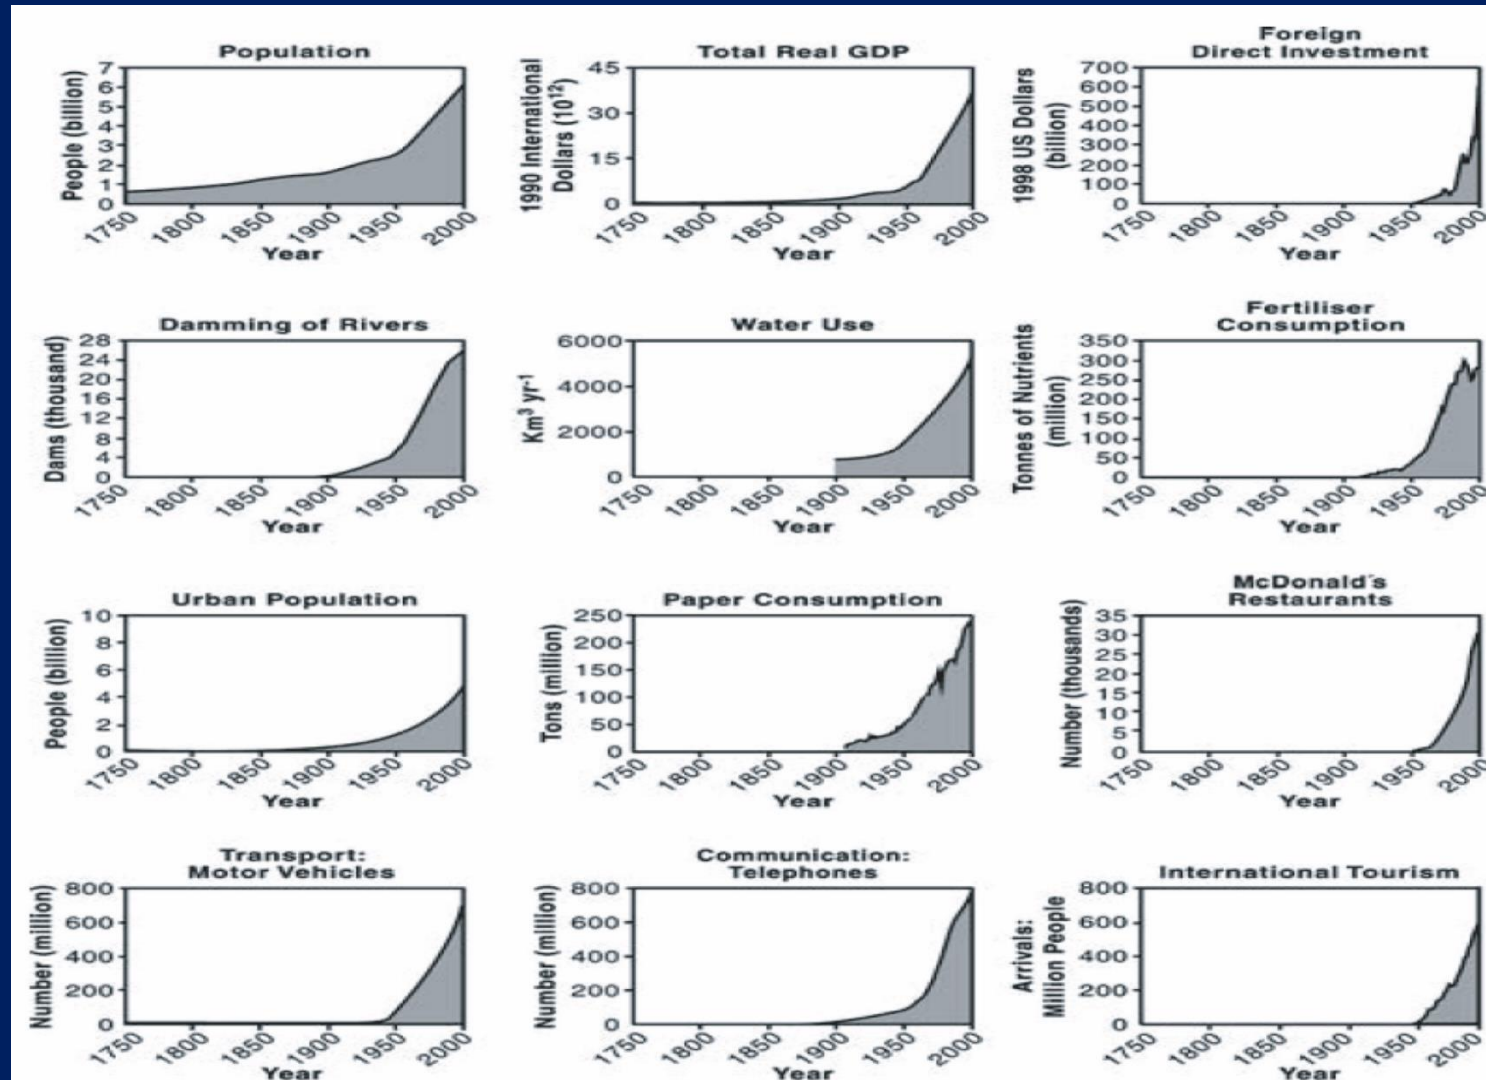 Population
People (billion)
7
6
5
4
3
2
1
0
1750 1800 1850 1900 1950 2000
Year
Total Real GDP
1990 International
Dollars (10¹²)
45
30
15
0
1750 1800 1850 1900 1950 2000
Year
Foreign
Direct Investment
1998 US Dollars
(billion)
700
600
500
400
300
200
100
0
1750 1800 1850 1900 1950 2000
Year
Damming of Rivers
Dams (thousand)
28
24
20
16
12
8
4
0
1750 1800 1850 1900 1950 2000
Year
Water Use
Km³ yr⁻¹
6000
4000
2000
0
1750 1800 1850 1900 1950 2000
Year
Fertiliser
Consumption
Tonnes of Nutrients
(million)
350
300
250
200
150
100
50
0
1750 1800 1850 1900 1950 2000
Year
Urban Population
People (billion)
10
8
6
4
2
0
1750 1800 1850 1900 1950 2000
Year
Paper Consumption
Tons (million)
250
200
150
100
50
0
1750 1800 1850 1900 1950 2000
Year
McDonald's
Restaurants
Number (thousands)
35
30
25
20
15
10
5
0
1750 1800 1850 1900 1950 2000
Year
Transport:
Motor Vehicles
Number (million)
800
600
400
200
0
1750 1800 1850 1900 1950 2000
Year
Communication:
Telephones
Number (million)
800
600
400
200
0
1750 1800 1850 1900 1950 2000
Year
International Tourism
Arrivals:
Million People
800
600
400
200
0
1750 1800 1850 1900 1950 2000
Year